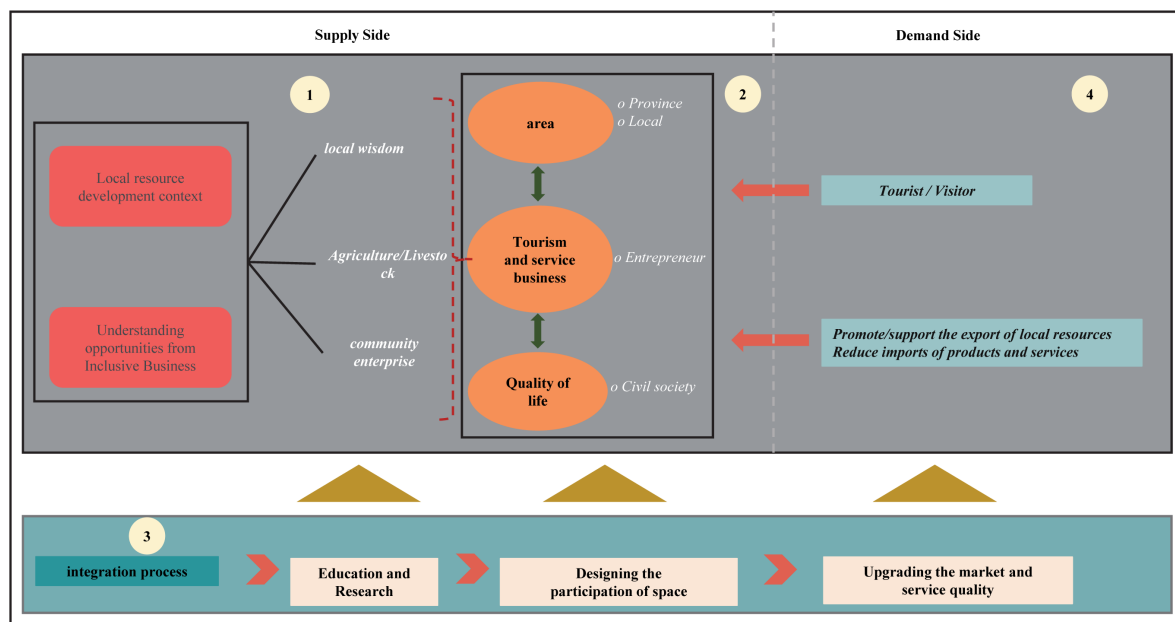 Supply Side
Demand Side
1
2
4
Local resource
development context
Understanding
opportunities from
Inclusive Business
local wisdom
Agriculture/Livesto
ck
community
enterprise
area
o Province
o Local
Tourism
and service
business
o Entrepreneur
Quality of
life
o Civil society
Tourist / Visitor
Promote/support the export of local resources
Reduce imports of products and services
3
integration process
Education and
Research
Designing the
participation of space
Upgrading the market and
service quality